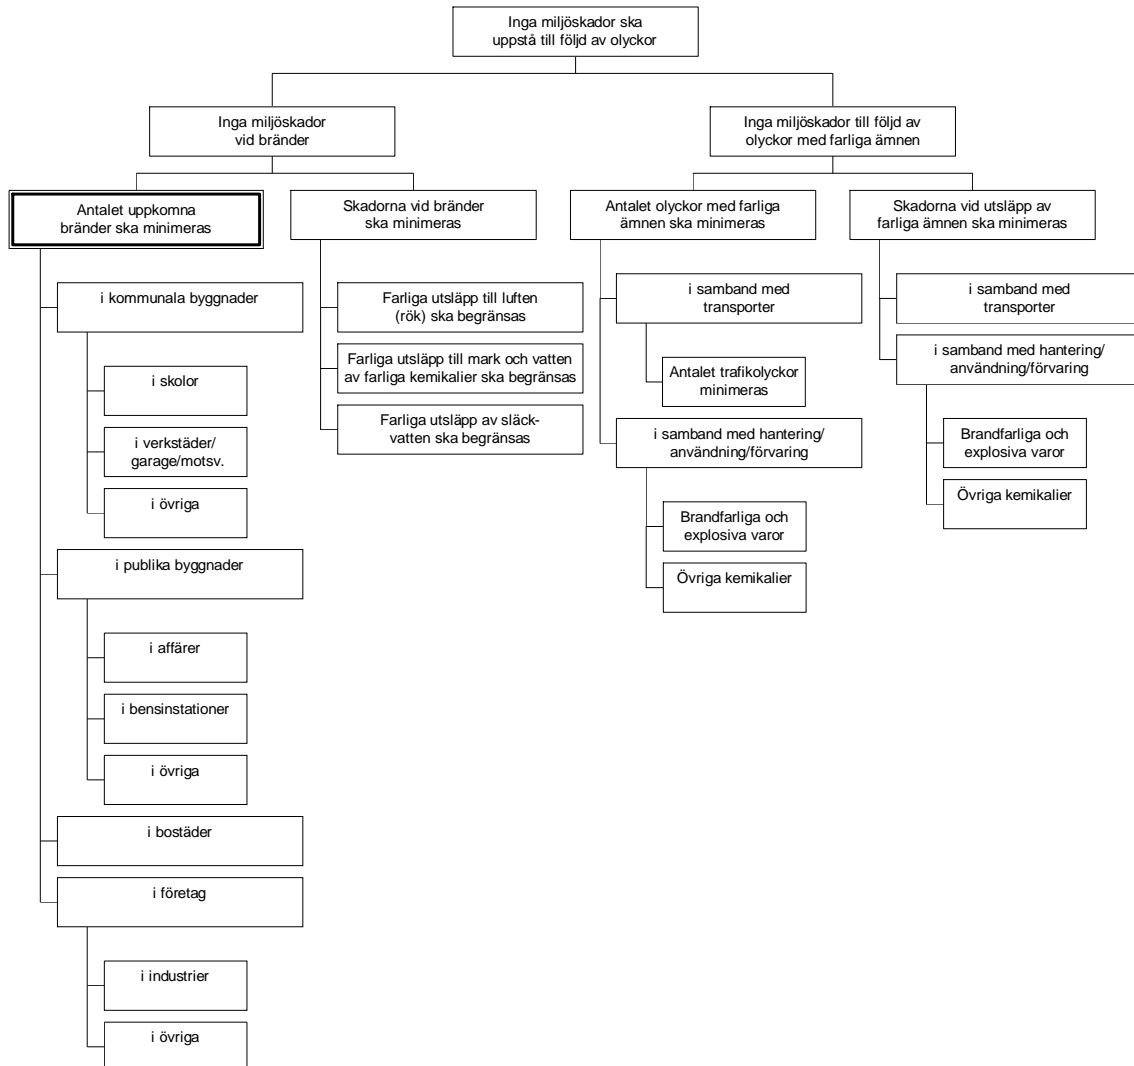 Inga miljöskador ska
uppstå till följd av olyckor
Inga miljöskador
vid bränder
Inga miljöskador till följd av
olyckor med farliga ämnen
Antalet uppkomna
bränder ska minimeras
Skadorna vid bränder
ska minimeras
Antalet olyckor med farliga
ämnen ska minimeras
Skadorna vid utsläpp av
farliga ämnen ska minimeras
i kommunala byggnader
i skolor
i verkstäder/
garage/motsv.
i övriga
i publika byggnader
i affärer
i bensinstationer
i övriga
i bostäder
i företag
i industrier
i övriga
Farliga utsläpp till luften
(rök) ska begränsas
Farliga utsläpp till mark och vatten
av farliga kemikalier ska begränsas
Farliga utsläpp av släck-
vatten ska begränsas
i samband med
transporter
Antalet trafikolyckor
minimeras
i samband med hantering/
användning/förvaring
Brandfarliga och
explosiva varor
Övriga kemikalier
i samband med
transporter
i samband med hantering/
användning/förvaring
Brandfarliga och
explosiva varor
Övriga kemikalier